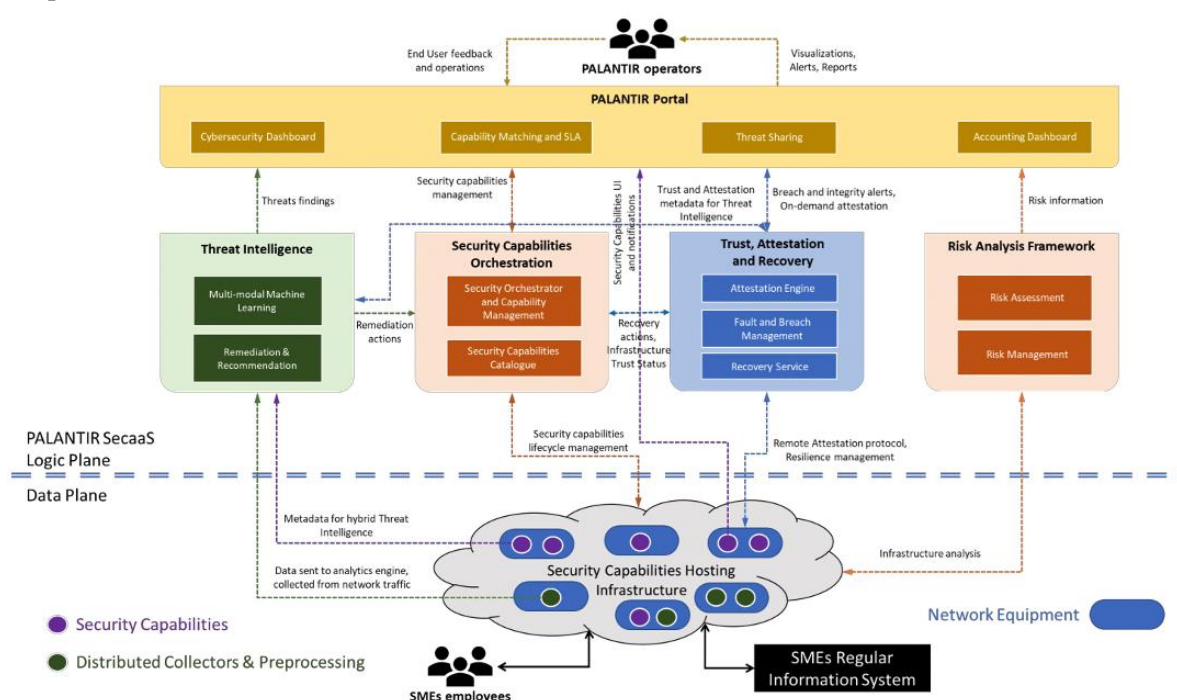 End User feedback
and operations
PALANTIR operators
Visualizations,
Alerts, Reports
PALANTIR Portal
Cybersecurity Dashboard
Capability Matching and SLA
Threat Sharing
Accounting Dashboard
Threats findings
Security capabilities
management
Security Capabilities UI
and notifications
Trust and Attestation
metadata for Threat
Intelligence
Breach and integrity alerts,
On-demand attestation
Risk information
Threat Intelligence
Multi-modal Machine
Learning
Remediation &
Recommendation
Remediation
actions
Security Capabilities
Orchestration
Security Orchestrator
and Capability
Management
Security Capabilities
Catalogue
Recovery
actions,
Infrastructure
Trust Status
Trust, Attestation
and Recovery
Attestation Engine
Fault and Breach
Management
Recovery Service
Risk Analysis Framework
Risk Assessment
Risk Management
PALANTIR SecaaS
Logic Plane
Data Plane
Security capabilities
lifecycle management
Remote Attestation protocol,
Resilience management
Metadata for hybrid Threat
Intelligence
Data sent to analytics engine,
collected from network traffic
Infrastructure analysis
Security Capabilities Hosting
Infrastructure
Security Capabilities
Distributed Collectors & Preprocessing
Network Equipment
SMEs employees
SMEs Regular
Information System